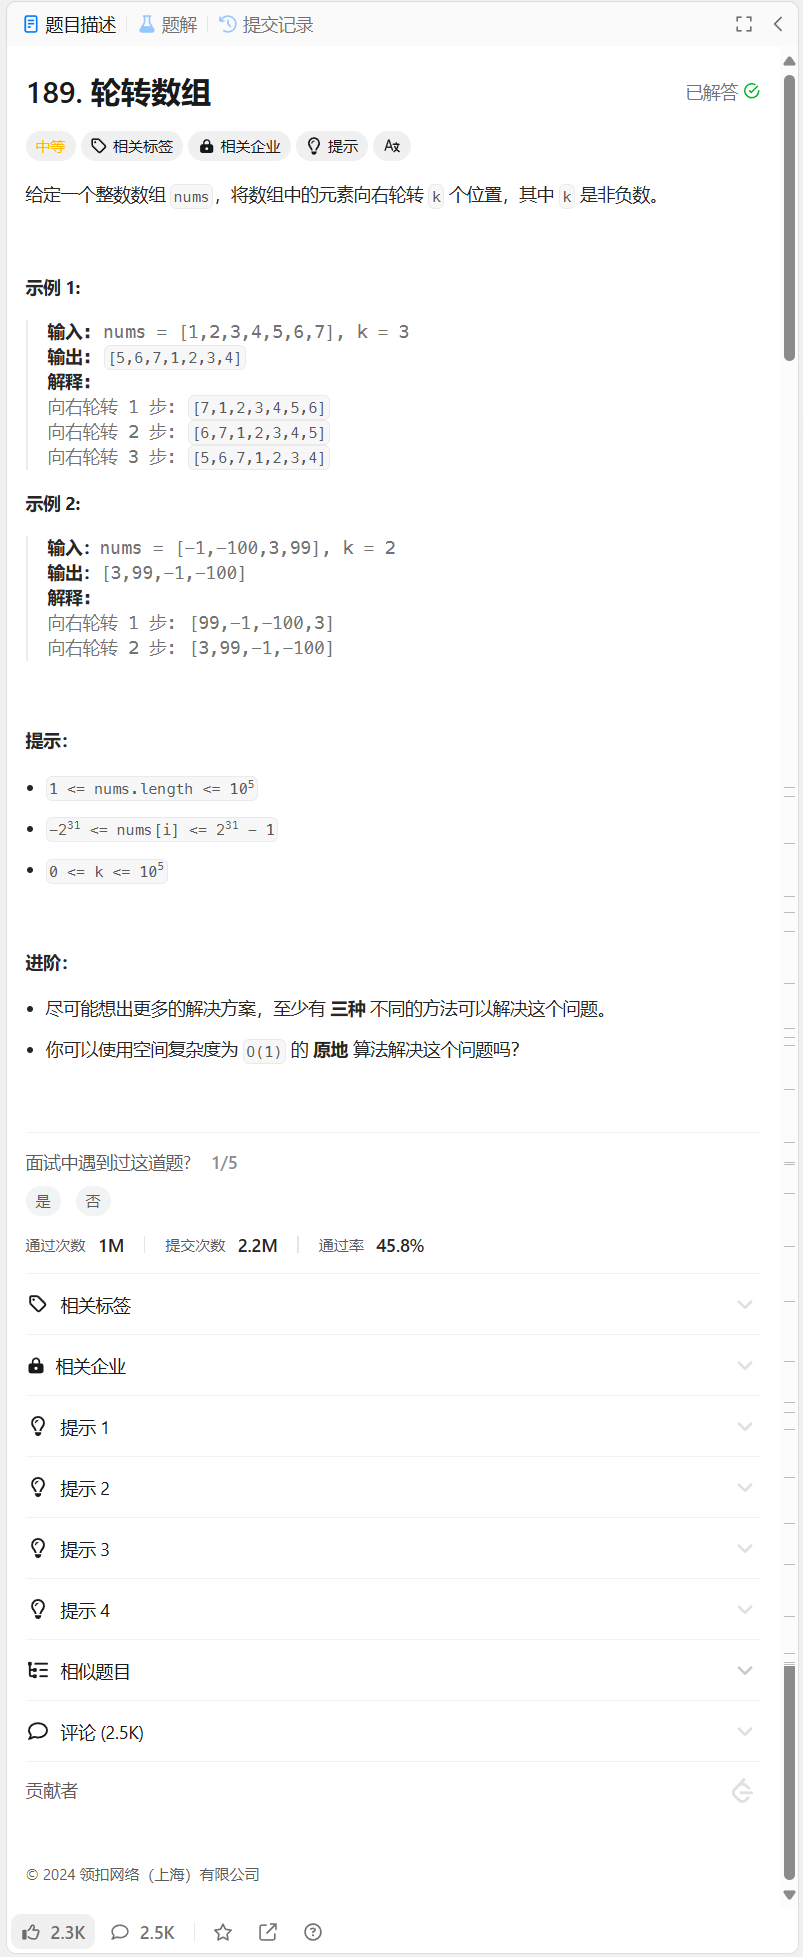 题目描述 题解 提交记录
189. 轮转数组
已解答
中等 相关标签 相关企业 提示
给定一个整数数组 nums，将数组中的元素向右轮转 k 个位置，其中 k 是非负数。
示例 1:
输入: nums = [1,2,3,4,5,6,7], k = 3
输出: [5,6,7,1,2,3,4]
解释:
向右轮转 1 步: [7,1,2,3,4,5,6]
向右轮转 2 步: [6,7,1,2,3,4,5]
向右轮转 3 步: [5,6,7,1,2,3,4]
示例 2:
输入：nums = [-1,-100,3,99], k = 2
输出：[3,99,-1,-100]
解释:
向右轮转 1 步: [99,-1,-100,3]
向右轮转 2 步: [3,99,-1,-100]
提示：
1 <= nums.length <= 10⁵
-2³¹ <= nums[i] <= 2³¹ - 1
0 <= k <= 10⁵
进阶：
尽可能想出更多的解决方案，至少有 三种 不同的方法可以解决这个问题。
你可以使用空间复杂度为 O(1) 的 原地 算法解决这个问题吗？
面试中遇到过这道题? 1/5
是 否
通过次数 1M 提交次数 2.2M 通过率 45.8%
相关标签
相关企业
提示 1
提示 2
提示 3
提示 4
相似题目
评论 (2.5K)
贡献者
© 2024 领扣网络（上海）有限公司
2.3K 2.5K